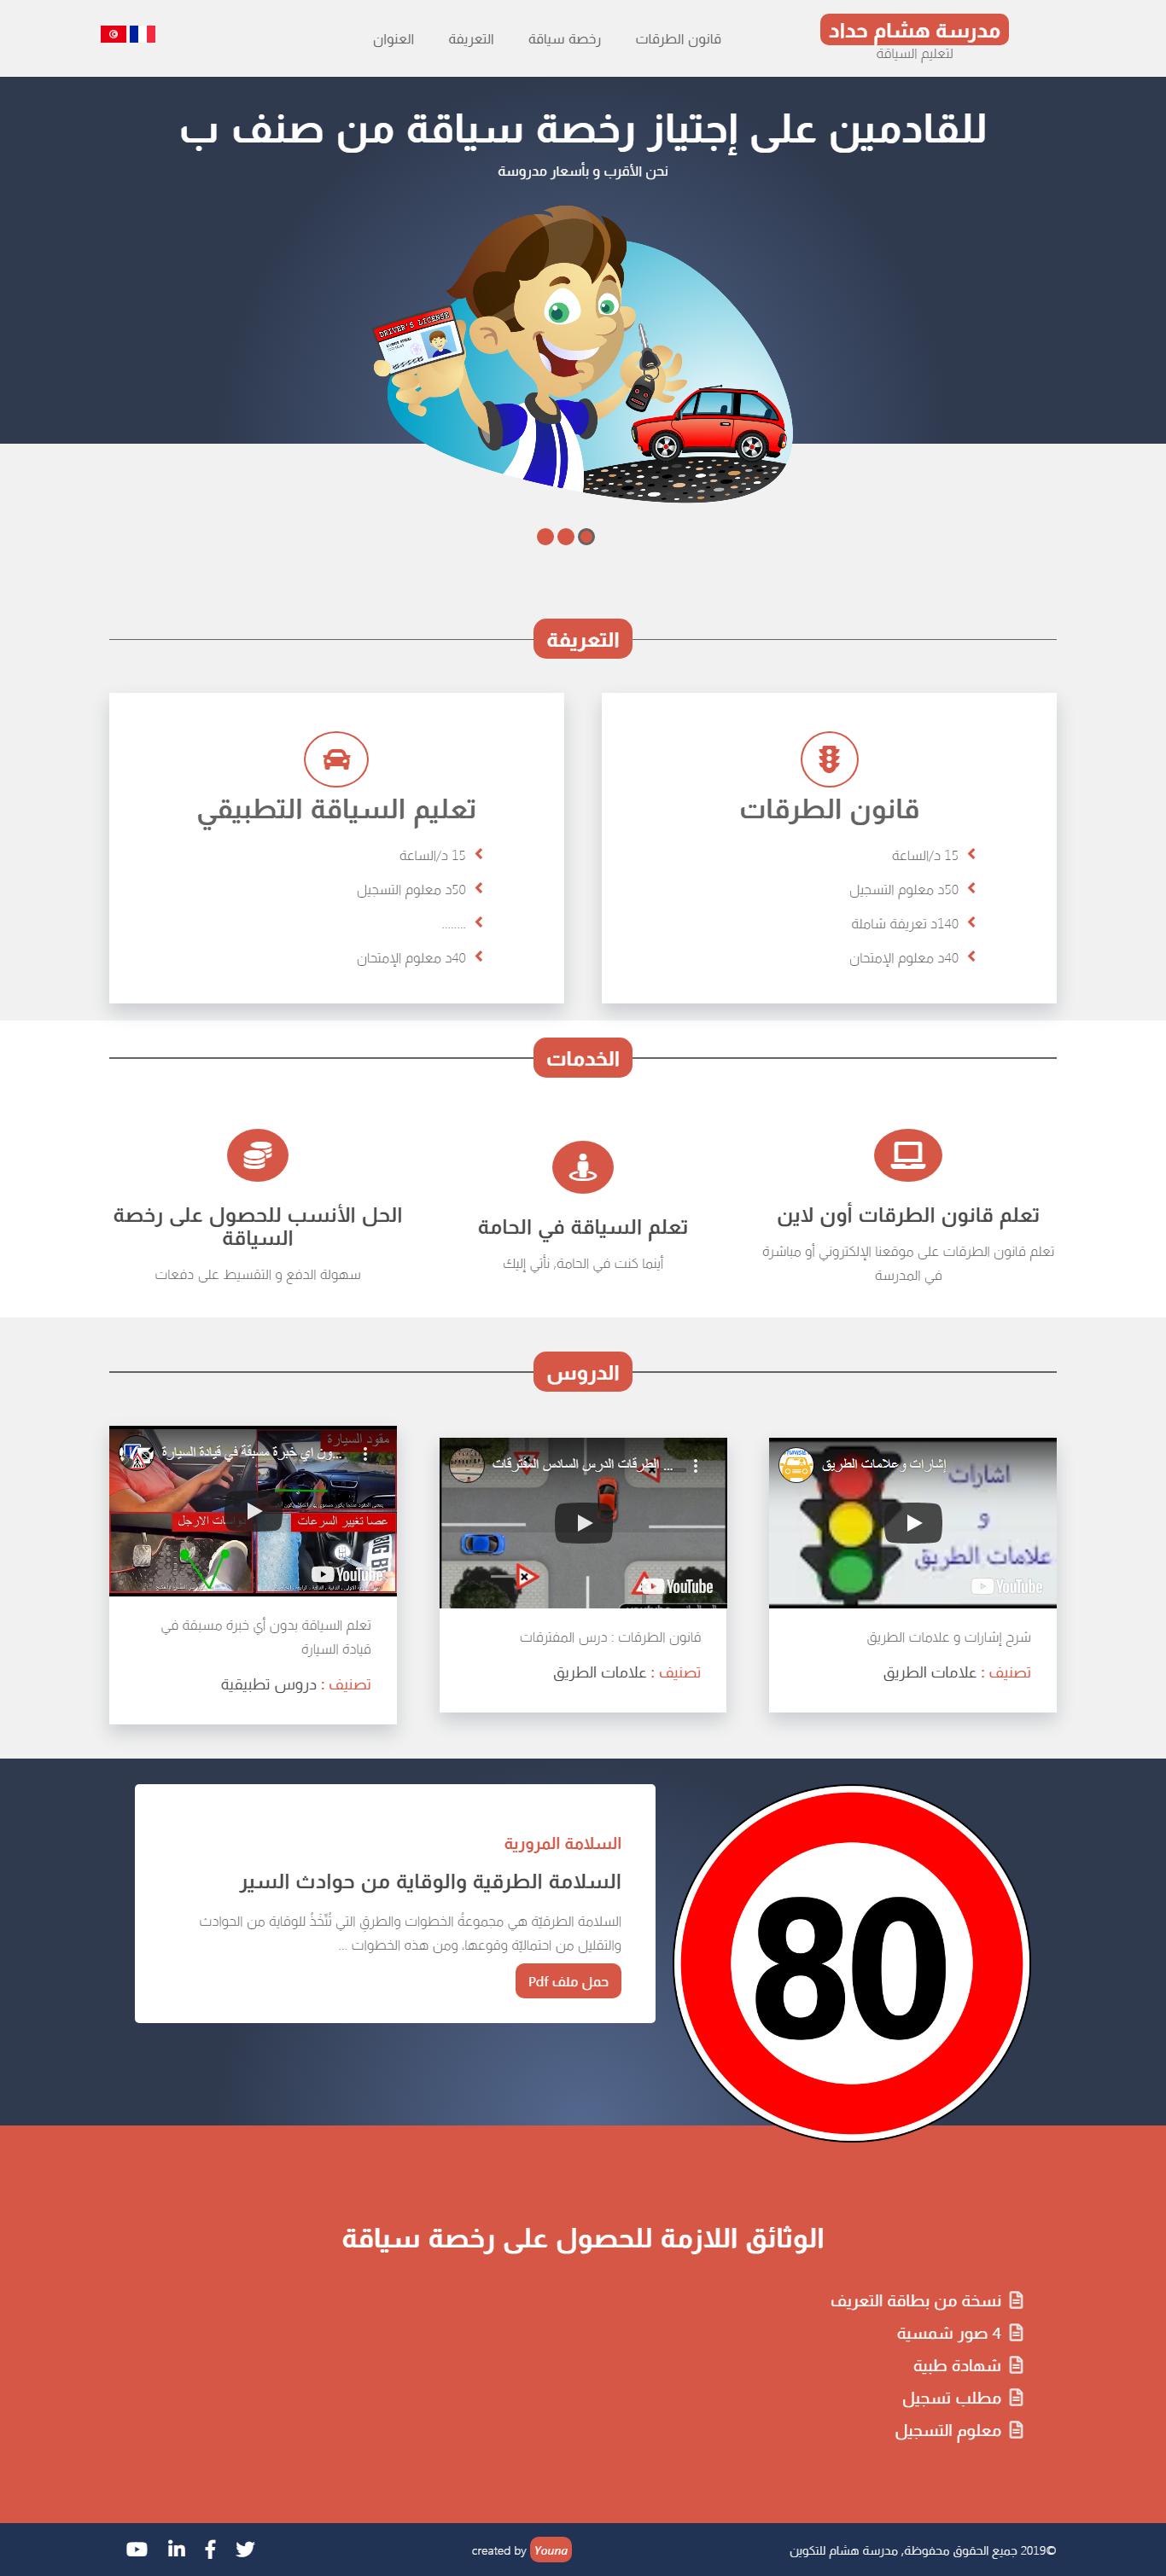 مدرسة هشام حداد
لتعليم السياقة
قانون الطرقات
رخصة سياقة
التعريفة
العنوان
للقادمين على إجتياز رخصة سياقة من صنف ب
نحن الأقرب و بأسعار مدروسة
DRIVER'S LICENSE
التعريفة
قانون الطرقات
15 د/الساعة
50د معلوم التسجيل
140د تعريفة شاملة
40د معلوم الإمتحان
تعليم السياقة التطبيقي
15 د/الساعة
50د معلوم التسجيل
........
40د معلوم الإمتحان
الخدمات
تعلم قانون الطرقات أون لاين
تعلم قانون الطرقات على موقعنا الإلكتروني أو مباشرة
في المدرسة
تعلم السياقة في الحامة
أينما كنت في الحامة, نأتي إليك
الحل الأنسب للحصول على رخصة
السياقة
سهولة الدفع و التقسيط على دفعات
الدروس
إشارات وعلامات الطريق
اشارات
و
علامات الطريق
YouTube
شرح إشارات و علامات الطريق
تصنيف : علامات الطريق
الطرقات الدرس السادس المفترقات ...
YouTube
قانون الطرقات : درس المفترقات
تصنيف : علامات الطريق
مقود السيارة
ون اي خبرة مسبقة في قيادة السيارة...
عصا تغيير السرعات
YouTube
تعلم السياقة بدون أي خبرة مسبقة في
قيادة السيارة
تصنيف : دروس تطبيقية
80
السلامة المرورية
السلامة الطرقية والوقاية من حوادث السير
السلامة الطرقيّة هي مجموعةُ الخطوات والطرقِ التي تُتَّخَذُ للوقاية من الحوادث
والتقليل من احتماليّة وقوعها، ومن هذه الخطوات ...
حمل ملف Pdf
الوثائق اللازمة للحصول على رخصة سياقة
نسخة من بطاقة التعريف
4 صور شمسية
شهادة طبية
مطلب تسجيل
معلوم التسجيل
©2019 جميع الحقوق محفوظة, مدرسة هشام للتكوين
created by Youna